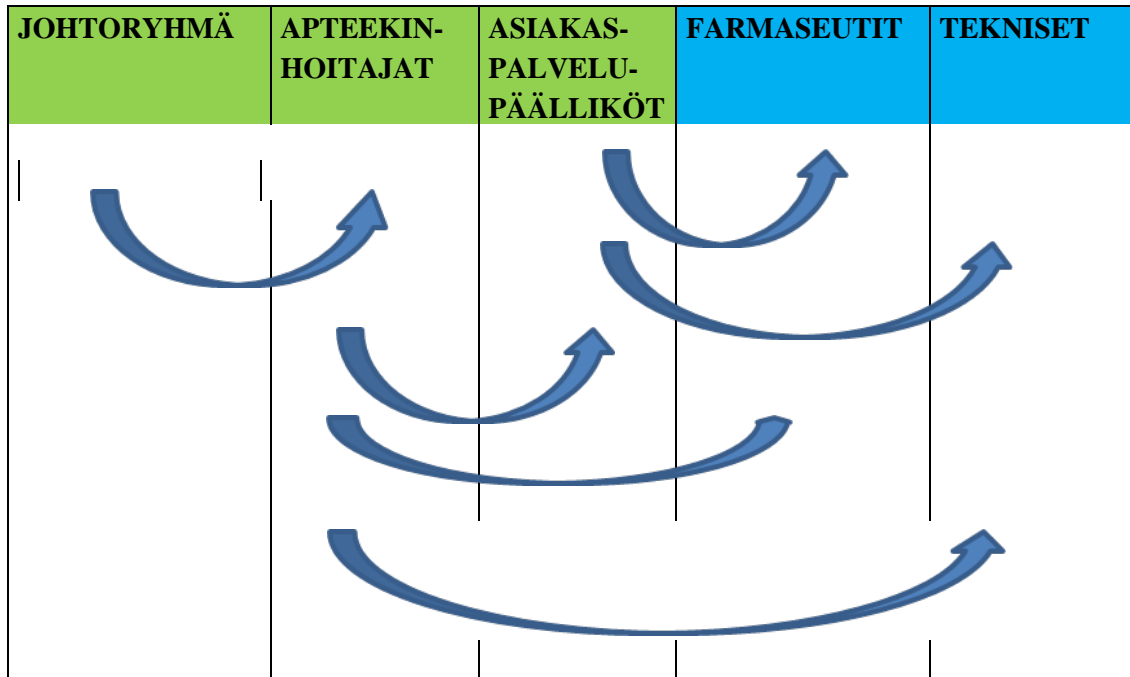 JOHTORYHMÄ
APTEEKIN-
HOITAJAT
ASIAKAS-
PALVELU-
PÄÄLLIKÖT
FARMASEUTIT
TEKNISET